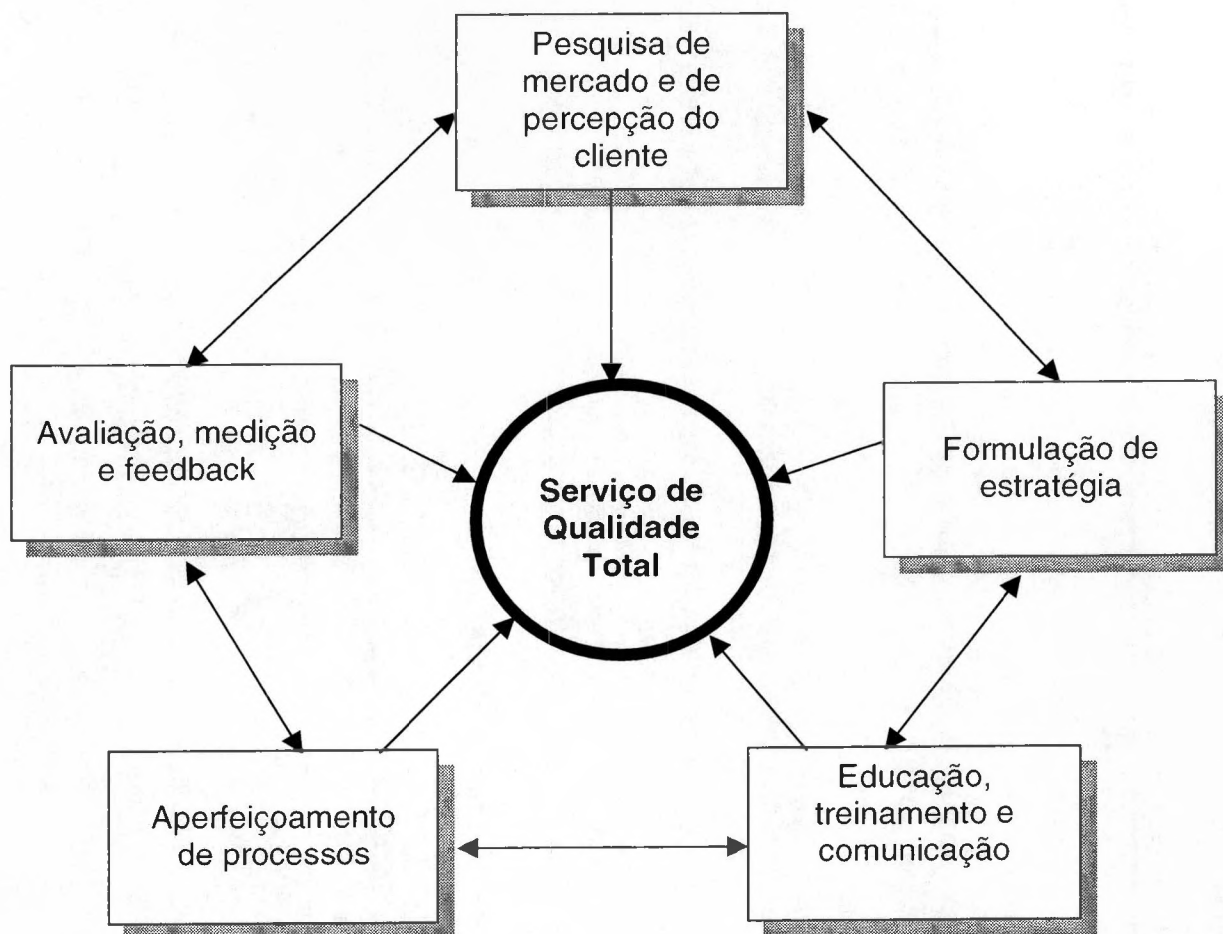 Pesquisa de
mercado e de
percepção do
cliente
Avaliação, medição
e feedback
Serviço de
Qualidade
Total
Formulação de
estratégia
Aperfeiçoamento
de processos
Educação,
treinamento e
comunicação